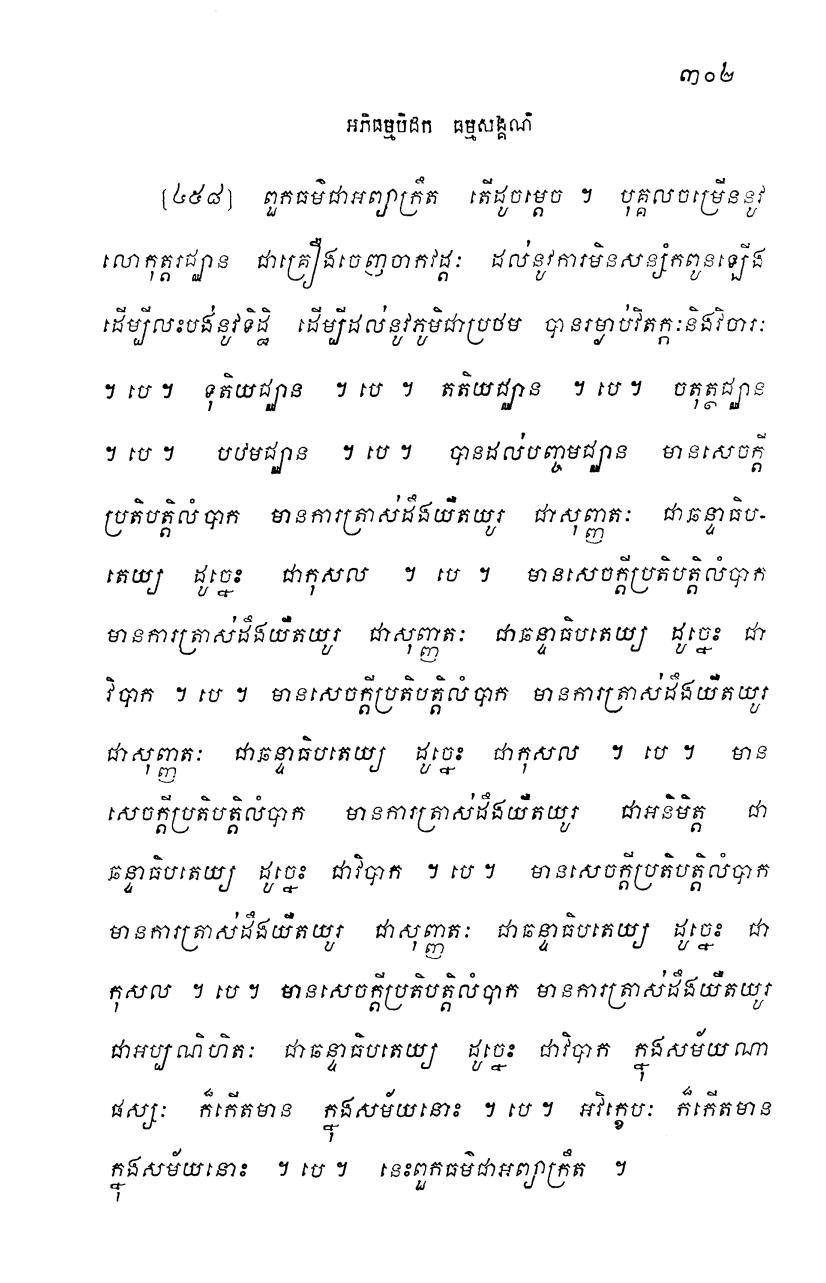 ៣០២
អភិធម្មបិដក ធម្មសង្គណី
[៤៥៨] ពួកធម៌ជាអព្យាក្រឹត តើដូចម្ដេច ។ បុគ្គលចម្រើននូវ
លោកុត្តរជ្ឈាន ជាគ្រឿងចេញចាកវដ្តៈ ដល់នូវការមិនសន្សំកពូនឡើង
ដើម្បីលះបង់នូវទិដ្ឋិ ដើម្បីដល់នូវភូមិជាប្រថម បានរម្ងាប់វិតក្កៈនិងវិចារៈ
។ បេ ។ ទុតិយជ្ឈាន ។ បេ ។ តតិយជ្ឈាន ។ បេ ។ ចតុត្ថជ្ឈាន
។ បេ ។ បឋមជ្ឈាន ។ បេ ។ បានដល់បញ្ចមជ្ឈាន មានសេចក្ដី
ប្រតិបត្តិលំបាក មានការត្រាស់ដឹងយឺតយូរ ជាសុញ្ញតៈ ជាឆន្ទាធិប-
តេយ្យ ដូច្នេះ ជាកុសល ។ បេ ។ មានសេចក្ដីប្រតិបត្តិលំបាក
មានការត្រាស់ដឹងយឺតយូរ ជាសុញ្ញតៈ ជាឆន្ទាធិបតេយ្យ ដូច្នេះ ជា
វិបាក ។ បេ ។ មានសេចក្ដីប្រតិបត្តិលំបាក មានការត្រាស់ដឹងយឺតយូរ
ជាសុញ្ញតៈ ជាឆន្ទាធិបតេយ្យ ដូច្នេះ ជាកុសល ។ បេ ។ មាន
សេចក្ដីប្រតិបត្តិលំបាក មានការត្រាស់ដឹងយឺតយូរ ជាអនិមិត្ត ជា
ឆន្ទាធិបតេយ្យ ដូច្នេះ ជាវិបាក ។ បេ ។ មានសេចក្ដីប្រតិបត្តិលំបាក
មានការត្រាស់ដឹងយឺតយូរ ជាសុញ្ញតៈ ជាឆន្ទាធិបតេយ្យ ដូច្នេះ ជា
កុសល ។ បេ ។ មានសេចក្ដីប្រតិបត្តិលំបាក មានការត្រាស់ដឹងយឺតយូរ
ជាអប្បណិហិតៈ ជាឆន្ទាធិបតេយ្យ ដូច្នេះ ជាវិបាក ក្នុងសម័យណា
ផស្សៈ ក៏កើតមាន ក្នុងសម័យនោះ ។ បេ ។ អវិក្ខេបៈ ក៏កើតមាន
ក្នុងសម័យនោះ ។ បេ ។ នេះពួកធម៌ជាអព្យាក្រឹត ។